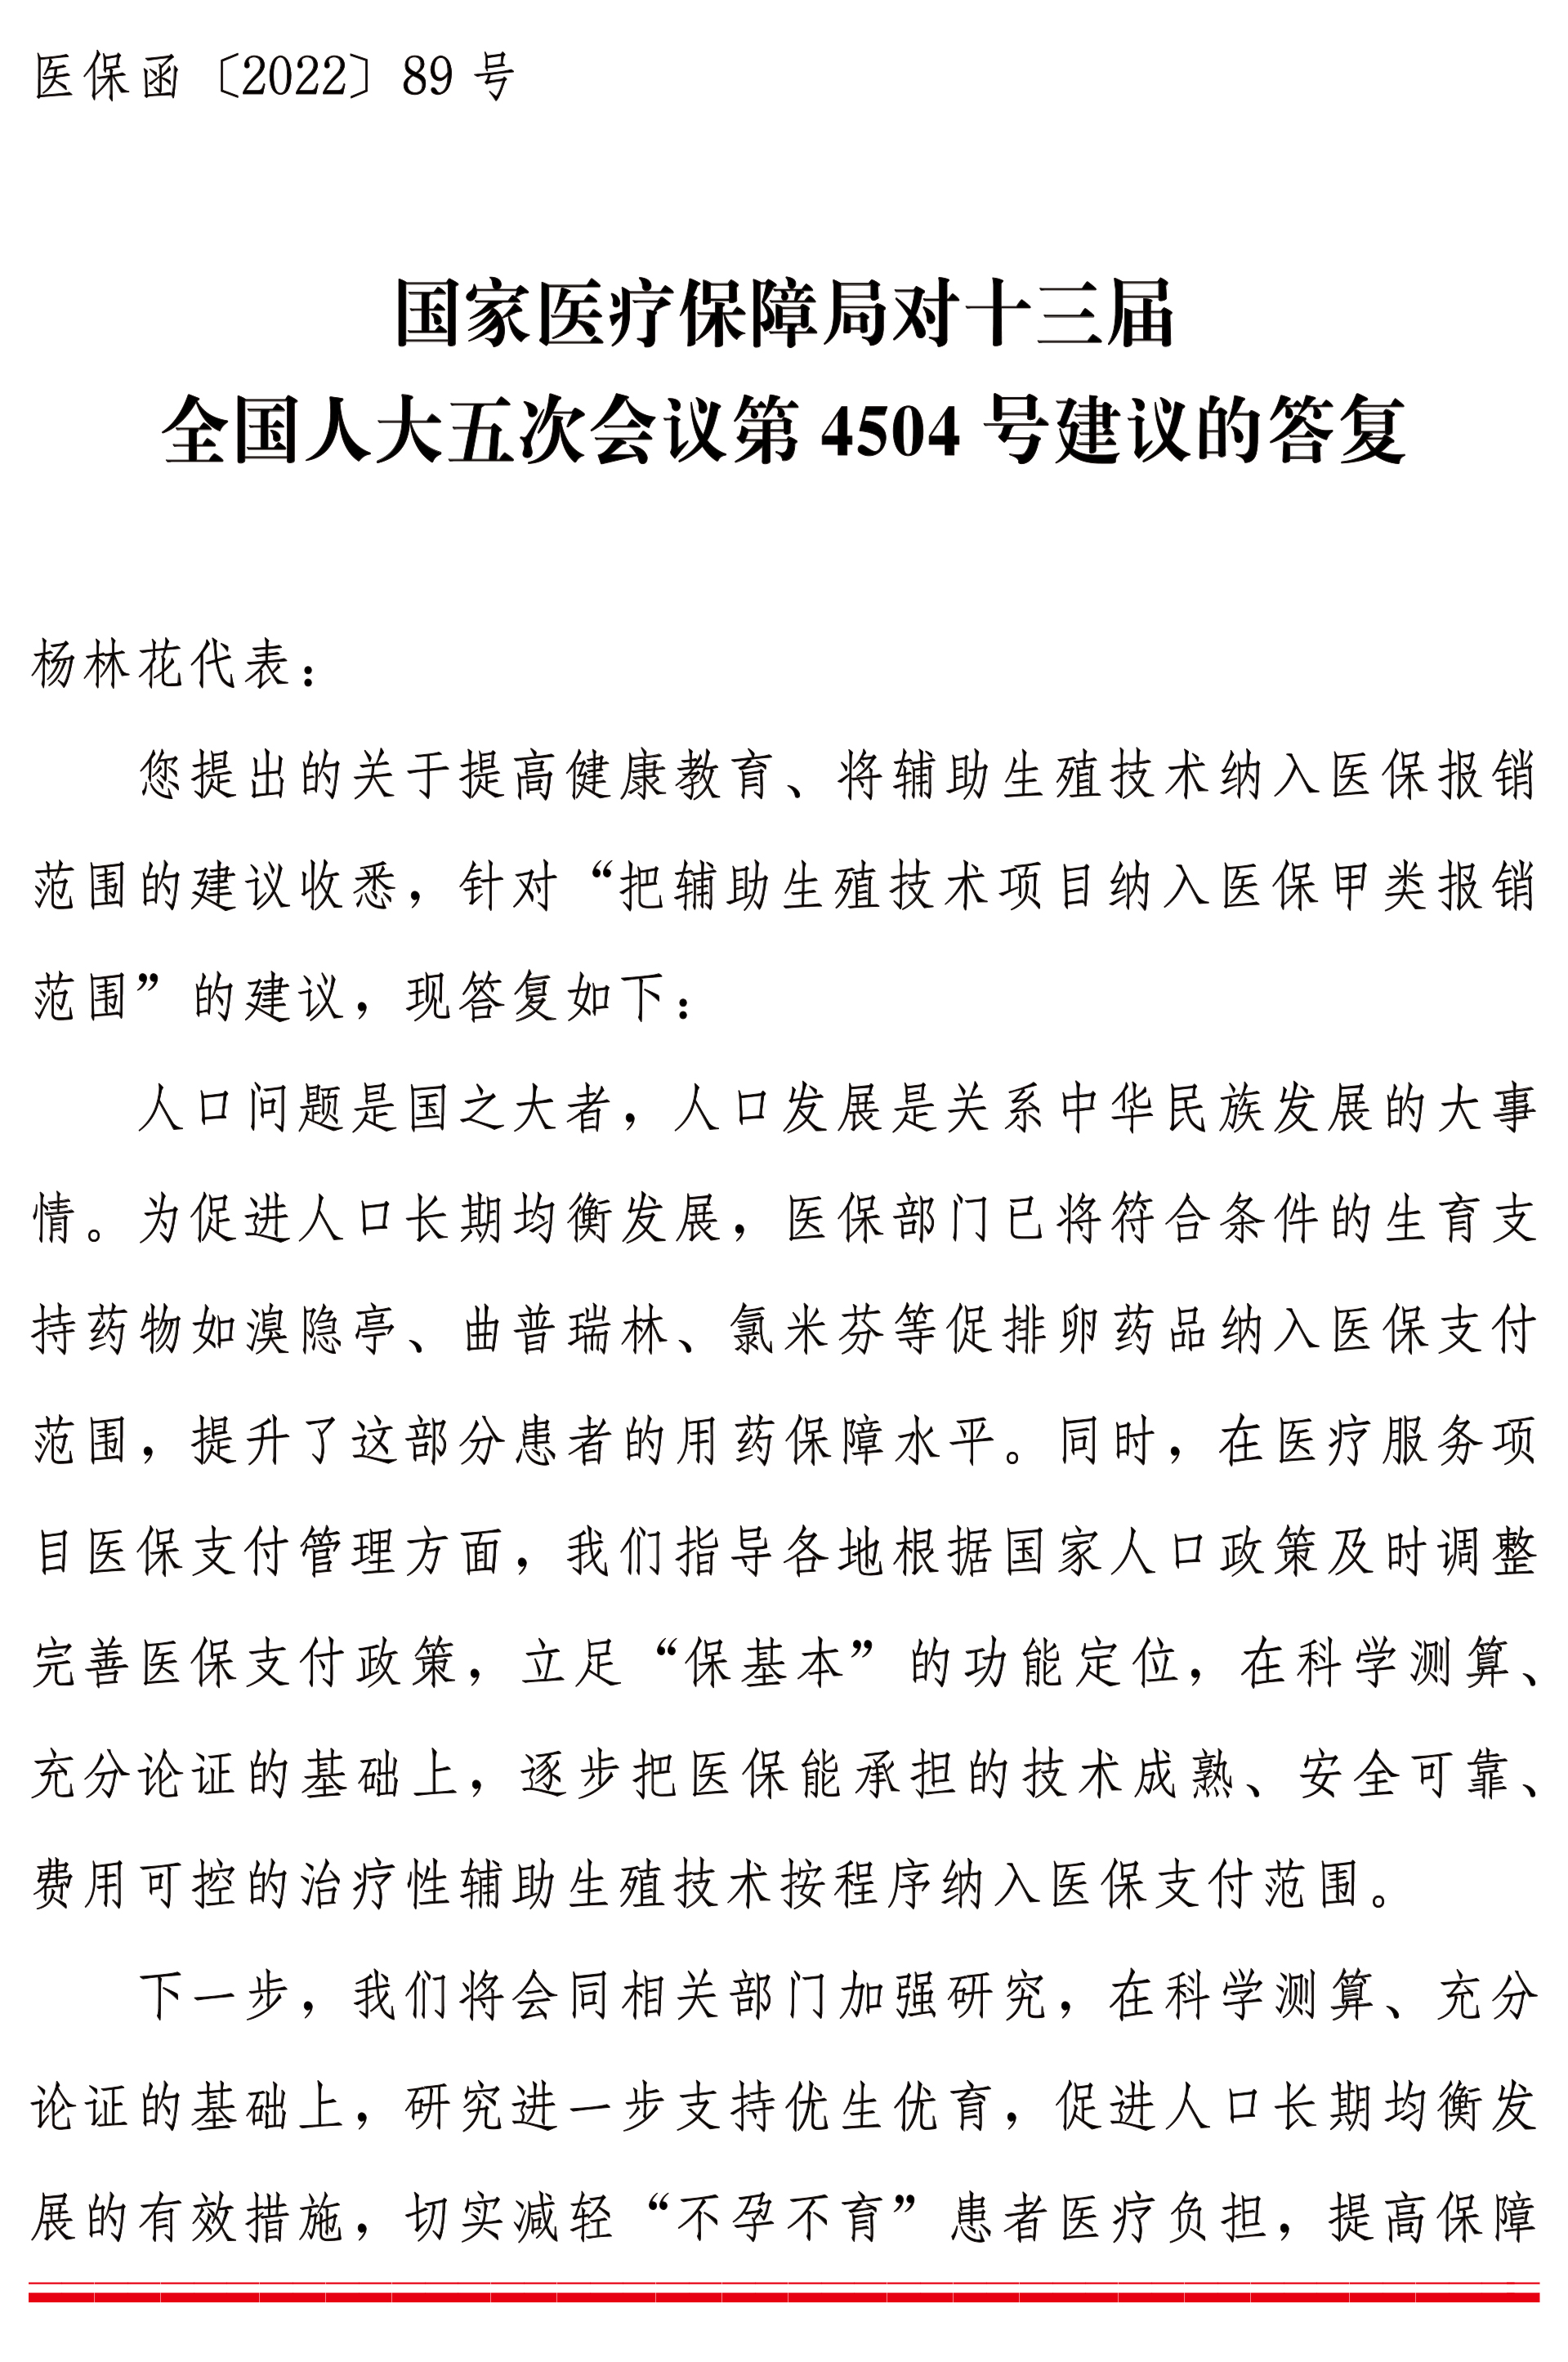 医保函〔2022〕89 号
国家医疗保障局对十三届
全国人大五次会议第 4504 号建议的答复
杨林花代表：
您提出的关于提高健康教育、将辅助生殖技术纳入医保报销
范围的建议收悉，针对“把辅助生殖技术项目纳入医保甲类报销
范围”的建议，现答复如下：
人口问题是国之大者，人口发展是关系中华民族发展的大事
情。为促进人口长期均衡发展，医保部门已将符合条件的生育支
持药物如溴隐亭、曲普瑞林、氯米芬等促排卵药品纳入医保支付
范围，提升了这部分患者的用药保障水平。同时，在医疗服务项
目医保支付管理方面，我们指导各地根据国家人口政策及时调整
完善医保支付政策，立足“保基本”的功能定位，在科学测算、
充分论证的基础上，逐步把医保能承担的技术成熟、安全可靠、
费用可控的治疗性辅助生殖技术按程序纳入医保支付范围。
下一步，我们将会同相关部门加强研究，在科学测算、充分
论证的基础上，研究进一步支持优生优育，促进人口长期均衡发
展的有效措施，切实减轻“不孕不育”患者医疗负担，提高保障